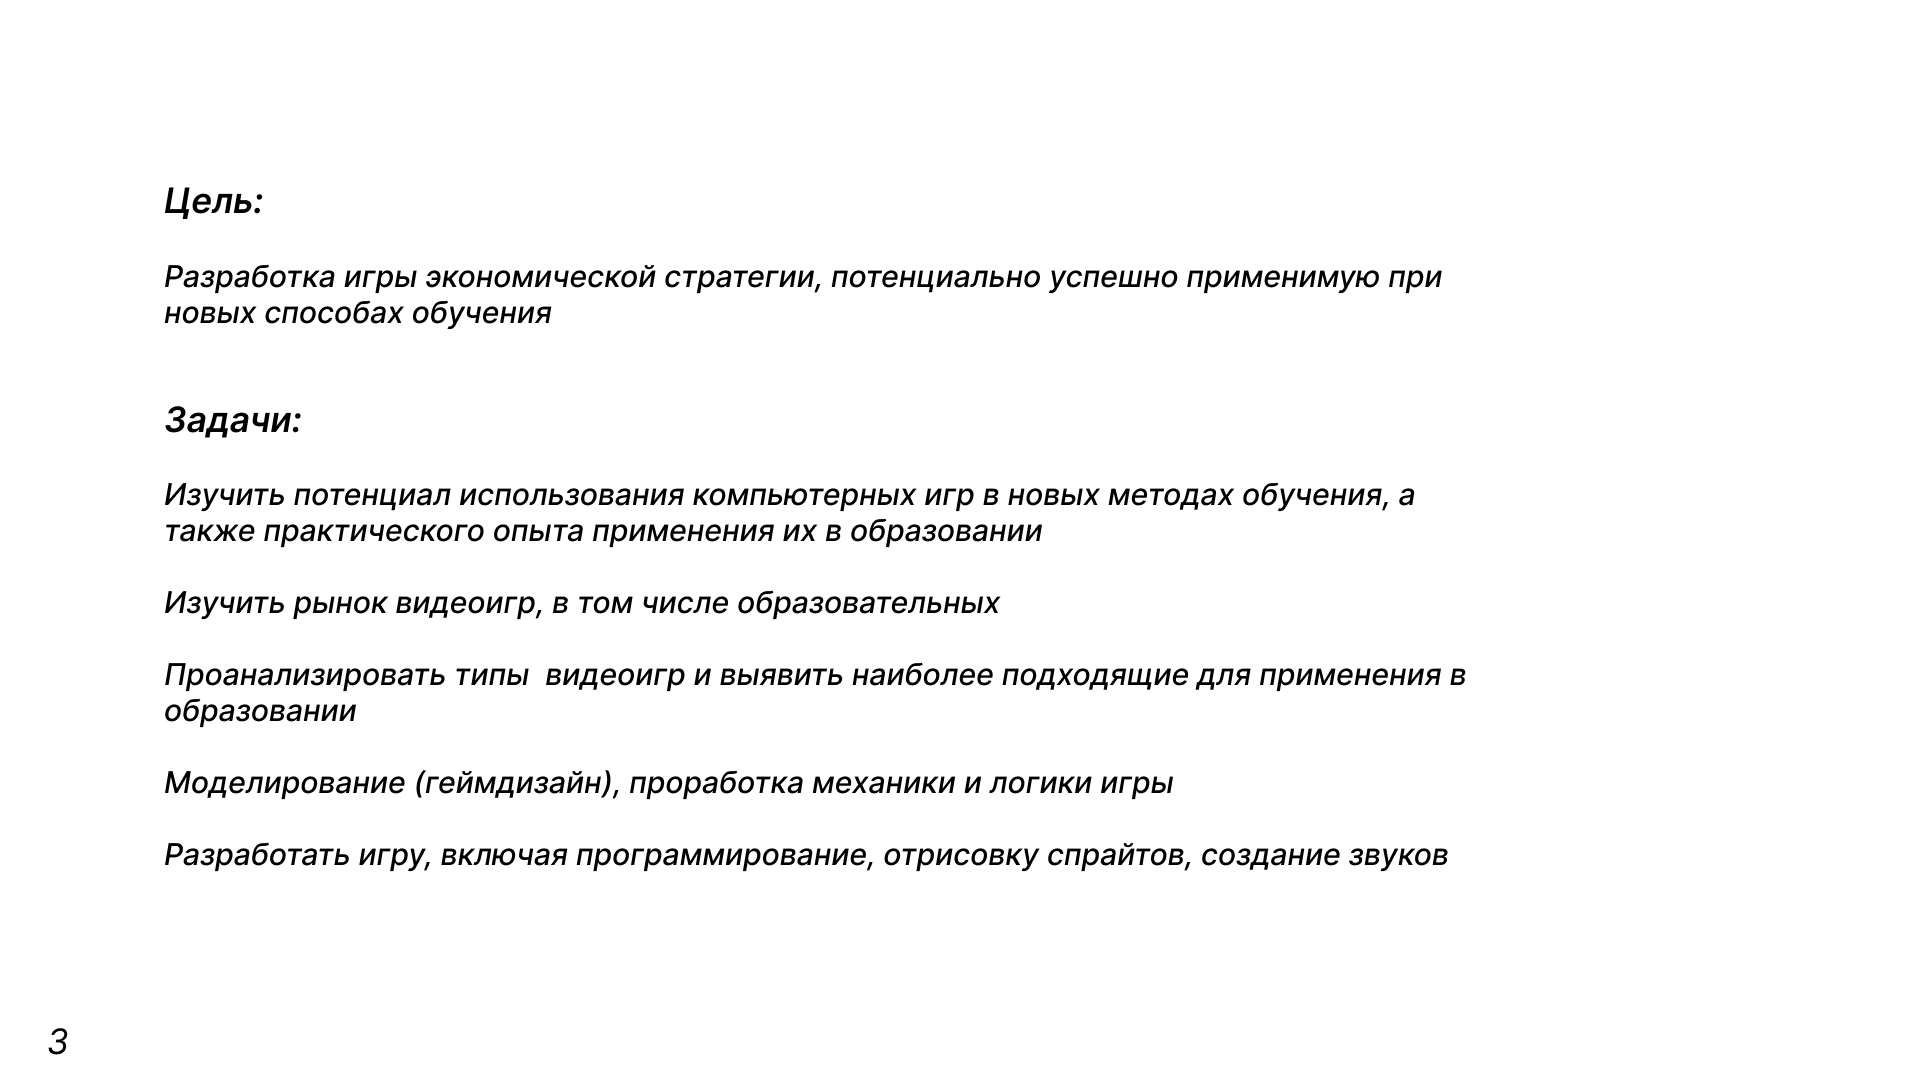 Цель:
Разработка игры экономической стратегии, потенциально успешно применимую при
новых способах обучения
Задачи:
Изучить потенциал использования компьютерных игр в новых методах обучения, а
также практического опыта применения их в образовании
Изучить рынок видеоигр, в том числе образовательных
Проанализировать типы  видеоигр и выявить наиболее подходящие для применения в
образовании
Моделирование (геймдизайн), проработка механики и логики игры
Разработать игру, включая программирование, отрисовку спрайтов, создание звуков
3